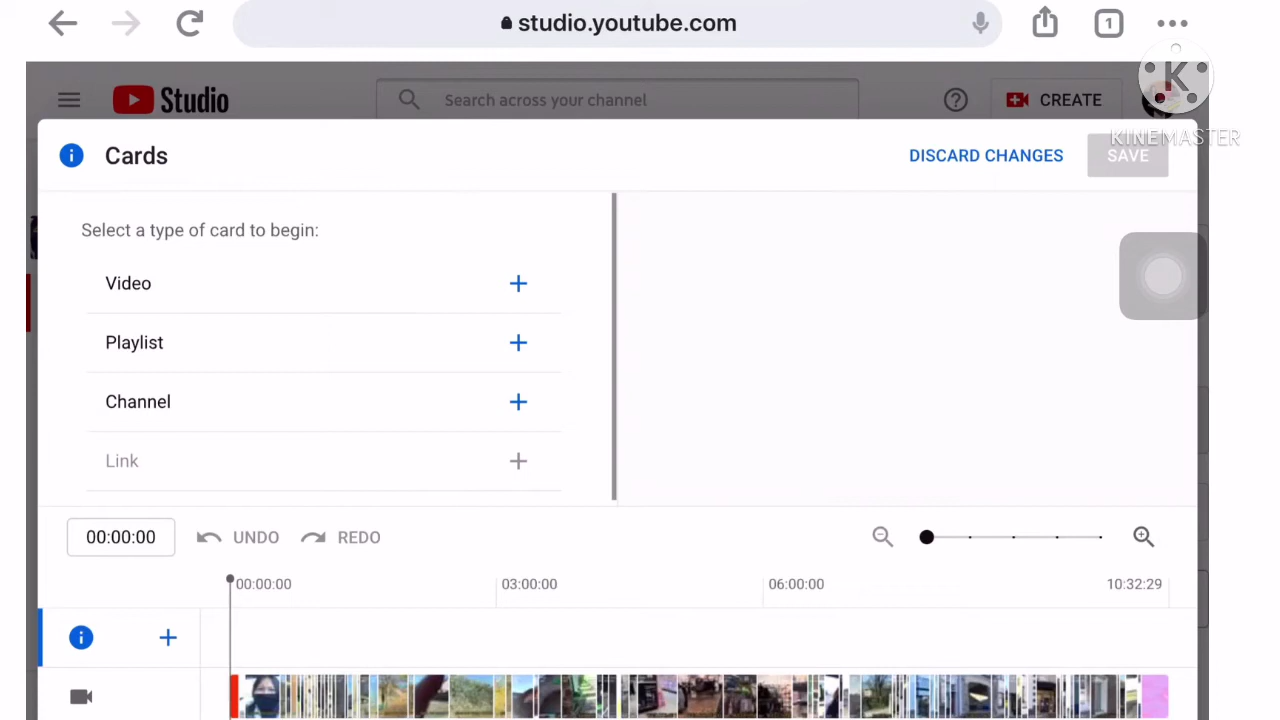 studio.youtube.com
1
Studio
Search across your channel
CREATE
K
KINEMASTER
Cards
DISCARD CHANGES
SAVE
Select a type of card to begin:
Video
Playlist
Channel
Link
00:00:00
UNDO
REDO
00:00:00
03:00:00
06:00:00
10:32:29